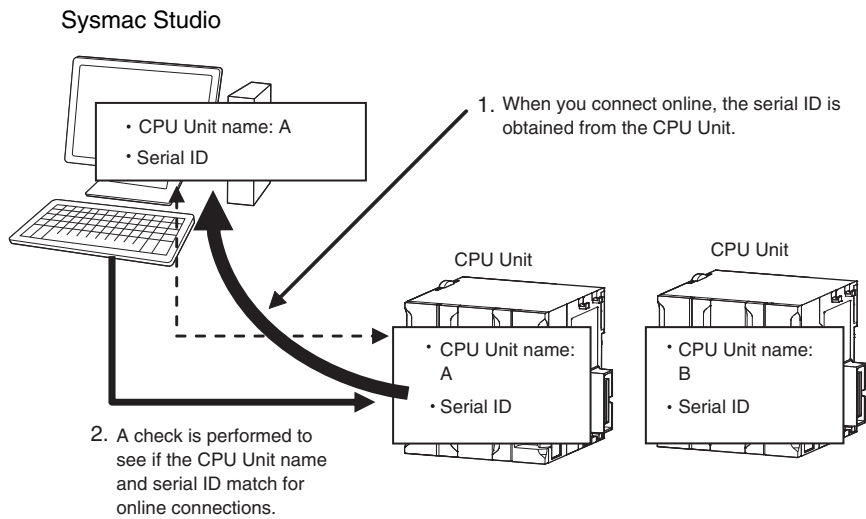 Sysmac Studio
• CPU Unit name: A
• Serial ID
1. When you connect online, the serial ID is
obtained from the CPU Unit.
CPU Unit
• CPU Unit name:
A
• Serial ID
CPU Unit
• CPU Unit name:
B
• Serial ID
2. A check is performed to
see if the CPU Unit name
and serial ID match for
online connections.